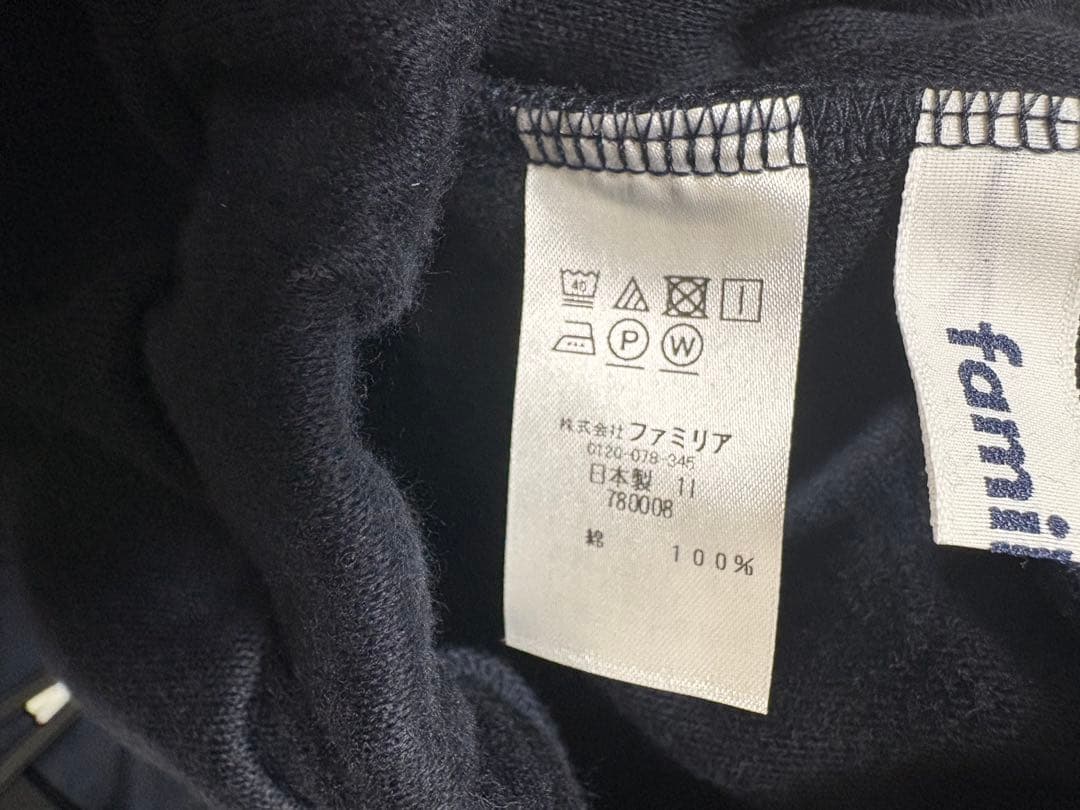 40
P W
株式会社ファミリア
0120-078-345
日本製 11
780008
綿 100%
fami